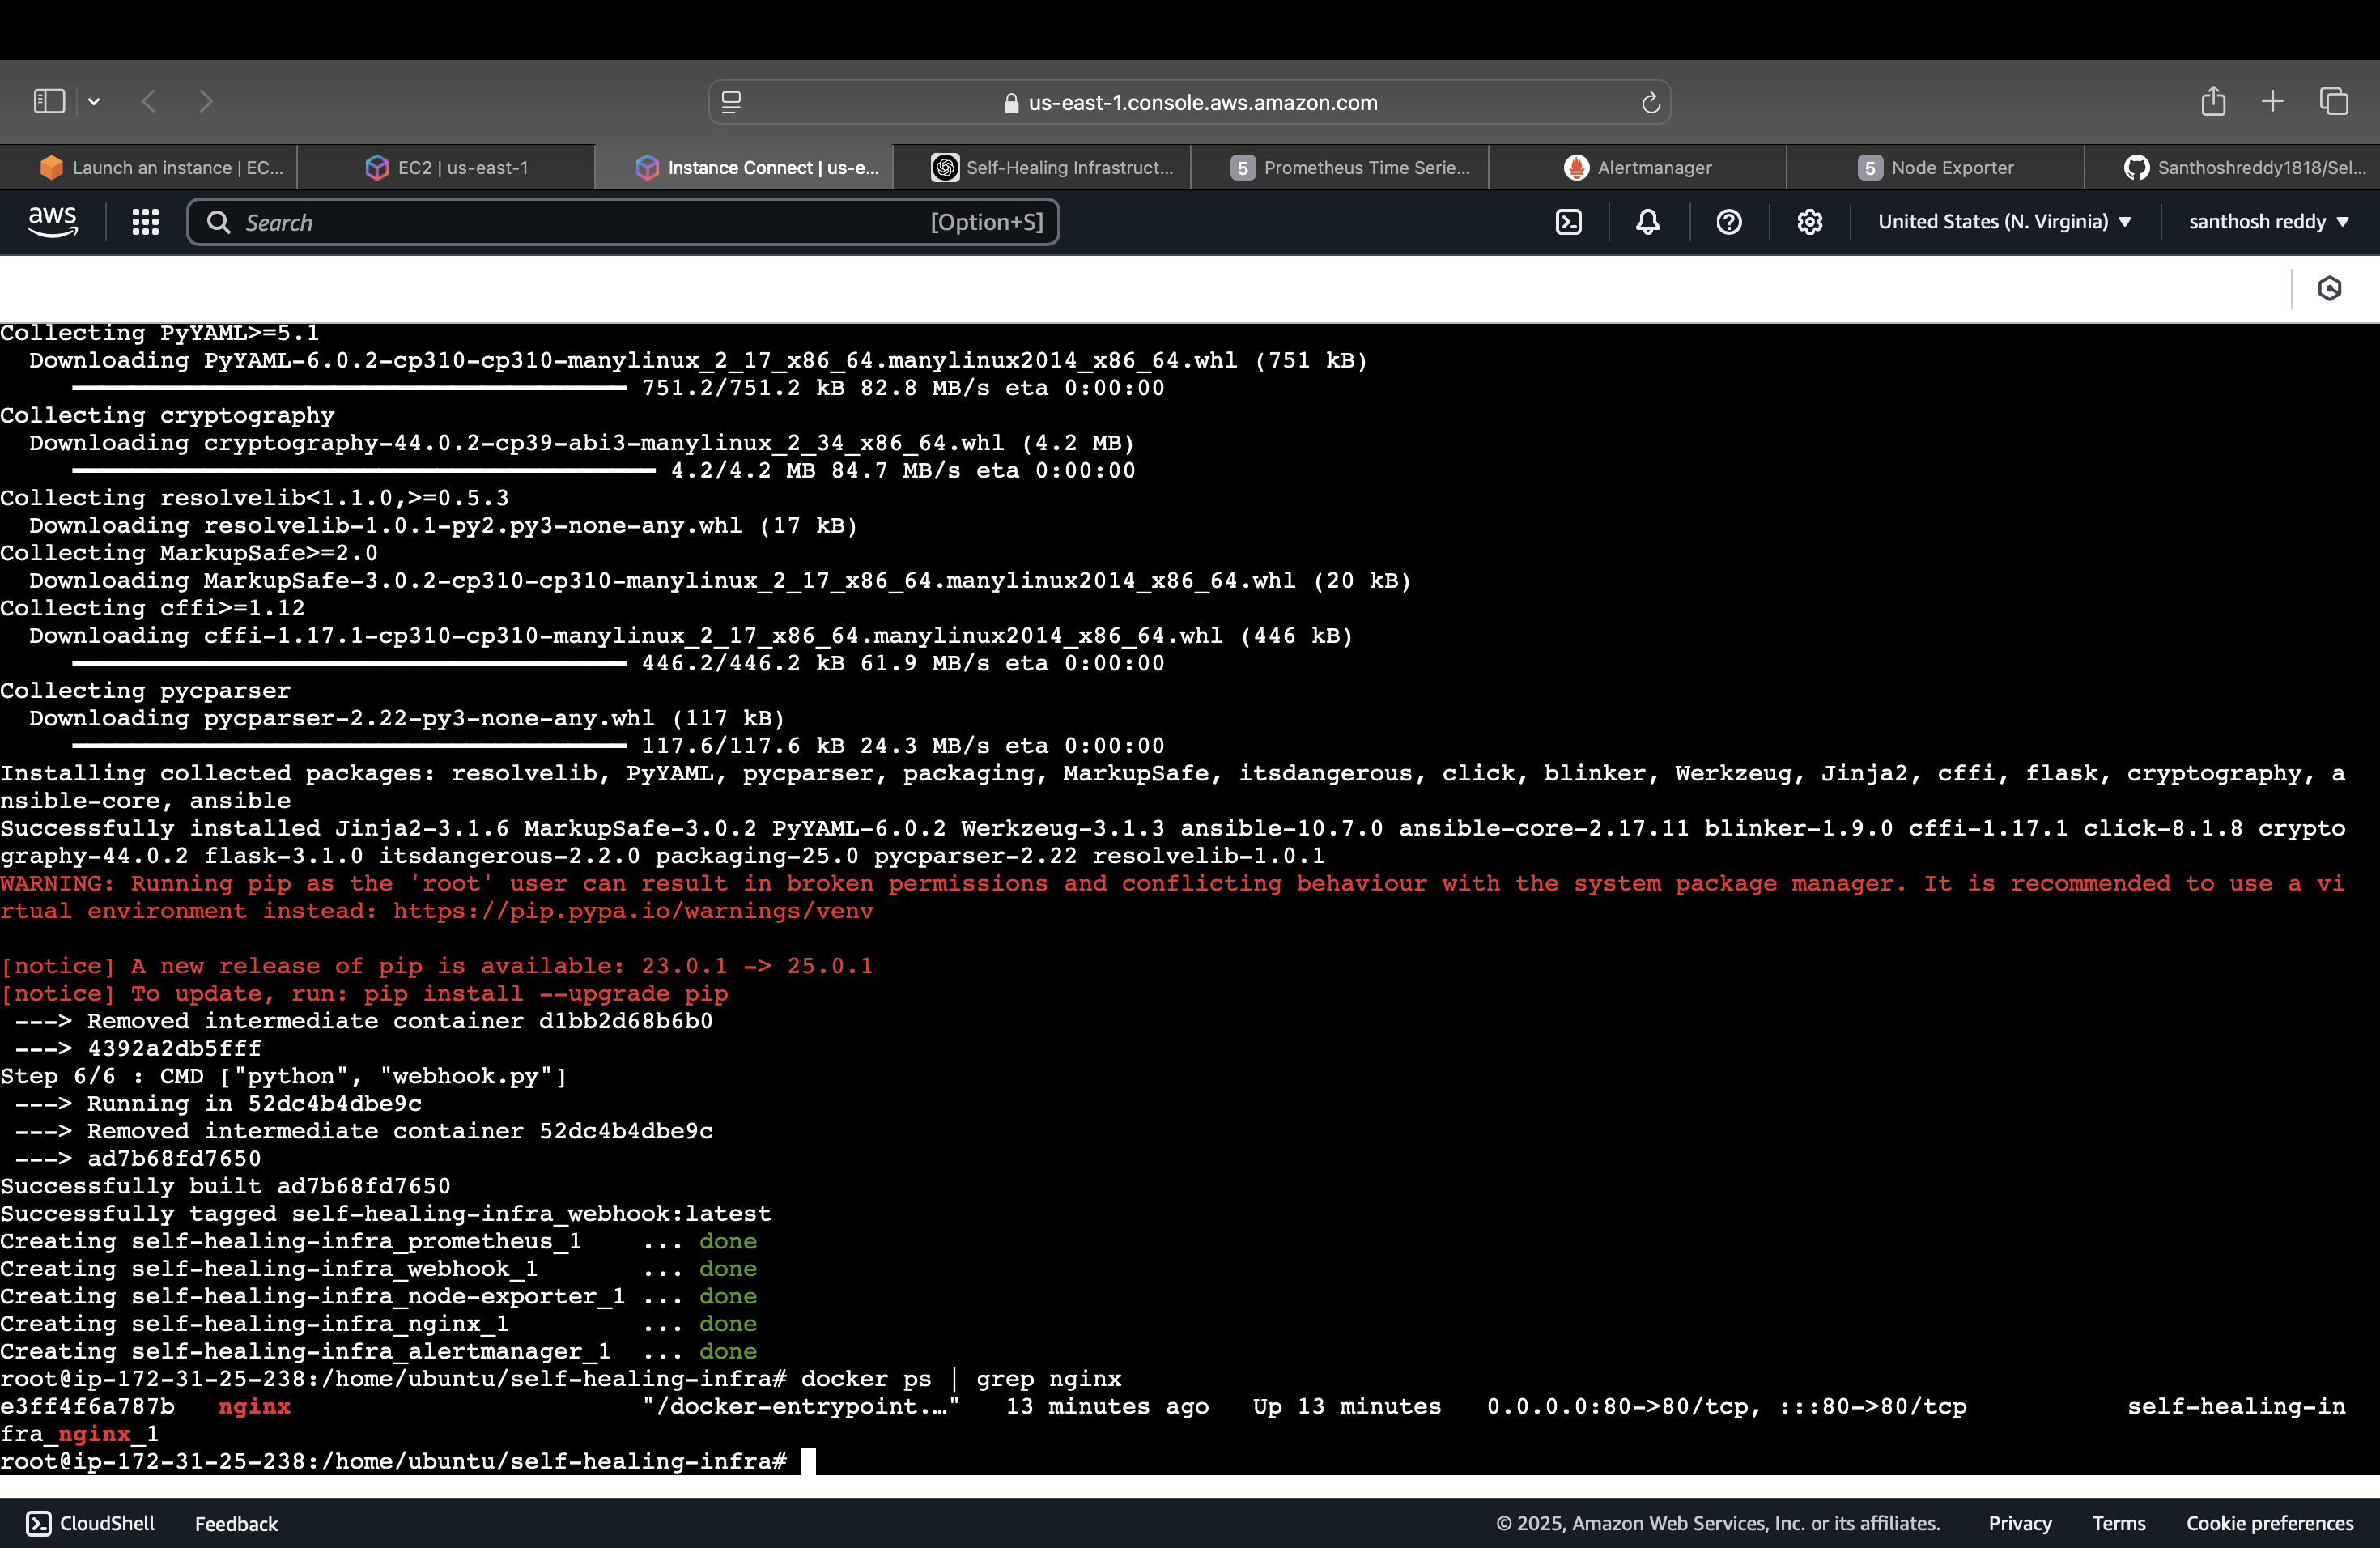 us-east-1.console.aws.amazon.com
Launch an instance | EC...
EC2 | us-east-1
Instance Connect | us-e...
Self-Healing Infrastruct...
5 Prometheus Time Serie...
Alertmanager
5 Node Exporter
Santhoshreddy1818/Sel...
aws
Search
[Option+S]
United States (N. Virginia)
santhosh reddy
Collecting PyYAML>=5.1
  Downloading PyYAML-6.0.2-cp310-cp310-manylinux_2_17_x86_64.manylinux2014_x86_64.whl (751 kB)
     ━━━━━━━━━━━━━━━━━━━━━━━━━━━━━━━━━━━━━━ 751.2/751.2 kB 82.8 MB/s eta 0:00:00
Collecting cryptography
  Downloading cryptography-44.0.2-cp39-abi3-manylinux_2_34_x86_64.whl (4.2 MB)
     ━━━━━━━━━━━━━━━━━━━━━━━━━━━━━━━━━━━━━━━━ 4.2/4.2 MB 84.7 MB/s eta 0:00:00
Collecting resolvelib<1.1.0,>=0.5.3
  Downloading resolvelib-1.0.1-py2.py3-none-any.whl (17 kB)
Collecting MarkupSafe>=2.0
  Downloading MarkupSafe-3.0.2-cp310-cp310-manylinux_2_17_x86_64.manylinux2014_x86_64.whl (20 kB)
Collecting cffi>=1.12
  Downloading cffi-1.17.1-cp310-cp310-manylinux_2_17_x86_64.manylinux2014_x86_64.whl (446 kB)
     ━━━━━━━━━━━━━━━━━━━━━━━━━━━━━━━━━━━━━━ 446.2/446.2 kB 61.9 MB/s eta 0:00:00
Collecting pycparser
  Downloading pycparser-2.22-py3-none-any.whl (117 kB)
     ━━━━━━━━━━━━━━━━━━━━━━━━━━━━━━━━━━━━━━ 117.6/117.6 kB 24.3 MB/s eta 0:00:00
Installing collected packages: resolvelib, PyYAML, pycparser, packaging, MarkupSafe, itsdangerous, click, blinker, Werkzeug, Jinja2, cffi, flask, cryptography, a
nsible-core, ansible
Successfully installed Jinja2-3.1.6 MarkupSafe-3.0.2 PyYAML-6.0.2 Werkzeug-3.1.3 ansible-10.7.0 ansible-core-2.17.11 blinker-1.9.0 cffi-1.17.1 click-8.1.8 crypto
graphy-44.0.2 flask-3.1.0 itsdangerous-2.2.0 packaging-25.0 pycparser-2.22 resolvelib-1.0.1
WARNING: Running pip as the 'root' user can result in broken permissions and conflicting behaviour with the system package manager. It is recommended to use a vi
rtual environment instead: https://pip.pypa.io/warnings/venv
[notice] A new release of pip is available: 23.0.1 -> 25.0.1
[notice] To update, run: pip install --upgrade pip
 ---> Removed intermediate container d1bb2d68b6b0
 ---> 4392a2db5fff
Step 6/6 : CMD ["python", "webhook.py"]
 ---> Running in 52dc4b4dbe9c
 ---> Removed intermediate container 52dc4b4dbe9c
 ---> ad7b68fd7650
Successfully built ad7b68fd7650
Successfully tagged self-healing-infra_webhook:latest
Creating self-healing-infra_prometheus_1    ... done
Creating self-healing-infra_webhook_1       ... done
Creating self-healing-infra_node-exporter_1 ... done
Creating self-healing-infra_nginx_1         ... done
Creating self-healing-infra_alertmanager_1  ... done
root@ip-172-31-25-238:/home/ubuntu/self-healing-infra# docker ps | grep nginx
e3ff4f6a787b   nginx                        "/docker-entrypoint.…"   13 minutes ago   Up 13 minutes   0.0.0.0:80->80/tcp, :::80->80/tcp           self-healing-in
fra_nginx_1
root@ip-172-31-25-238:/home/ubuntu/self-healing-infra#
CloudShell
Feedback
© 2025, Amazon Web Services, Inc. or its affiliates.
Privacy
Terms
Cookie preferences